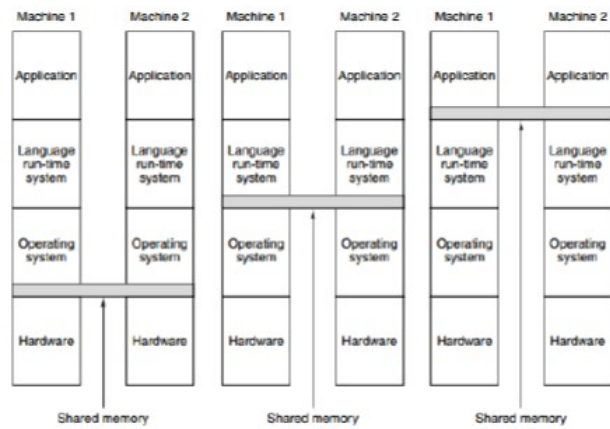 Machine 1
Machine 2
Machine 1
Machine 2
Machine 1
Machine 2
Application
Application
Application
Application
Application
Application
Language
run-time
system
Language
run-time
system
Language
run-time
system
Language
run-time
system
Language
run-time
system
Language
run-time
system
Operating
system
Operating
system
Operating
system
Operating
system
Operating
system
Operating
system
Hardware
Hardware
Hardware
Hardware
Hardware
Hardware
Shared memory
Shared memory
Shared memory